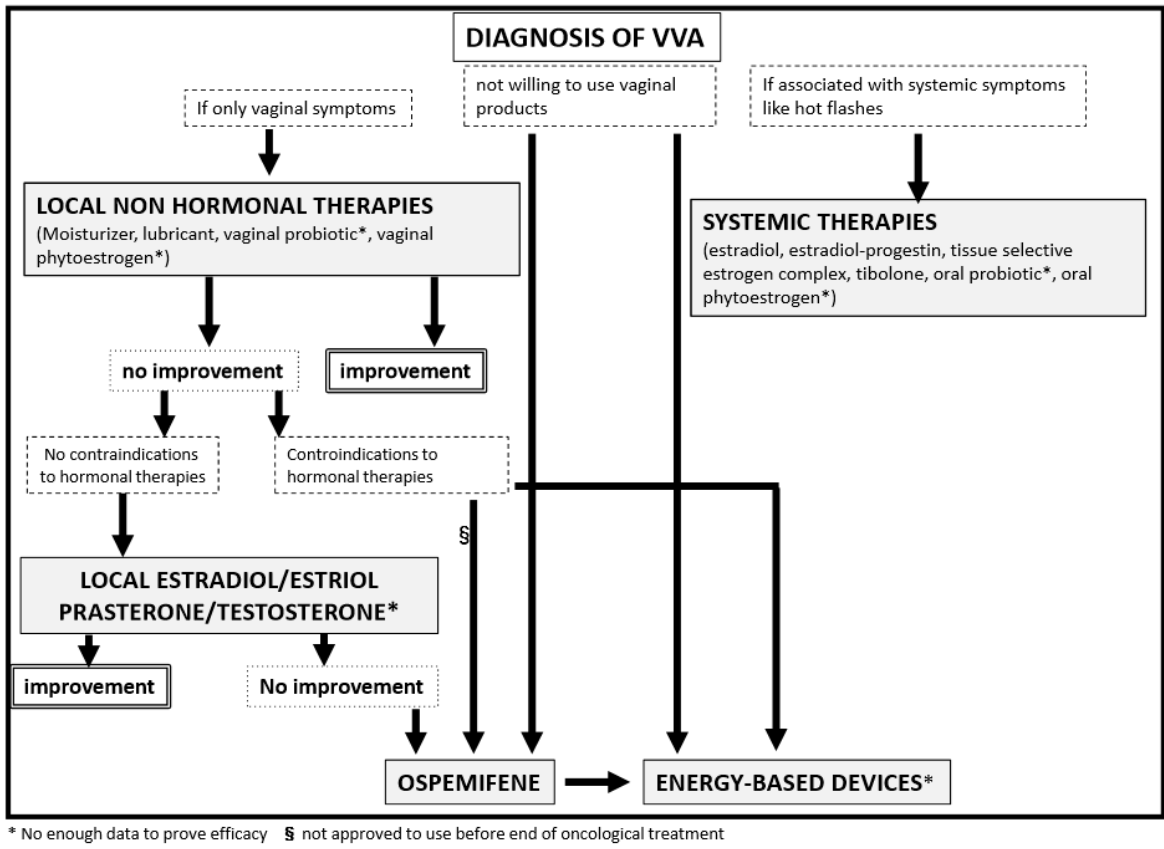 DIAGNOSIS OF VVA
If only vaginal symptoms
not willing to use vaginal
products
If associated with systemic symptoms
like hot flashes
LOCAL NON HORMONAL THERAPIES
(Moisturizer, lubricant, vaginal probiotic*, vaginal
phytoestrogen*)
SYSTEMIC THERAPIES
(estradiol, estradiol-progestin, tissue selective
estrogen complex, tibolone, oral probiotic*, oral
phytoestrogen*)
no improvement
improvement
No contraindications
to hormonal therapies
Controindications to
hormonal therapies
§
LOCAL ESTRADIOL/ESTRIOL
PRASTERONE/TESTOSTERONE*
improvement
No improvement
OSPEMIFENE
ENERGY-BASED DEVICES*
* No enough data to prove efficacy § not approved to use before end of oncological treatment